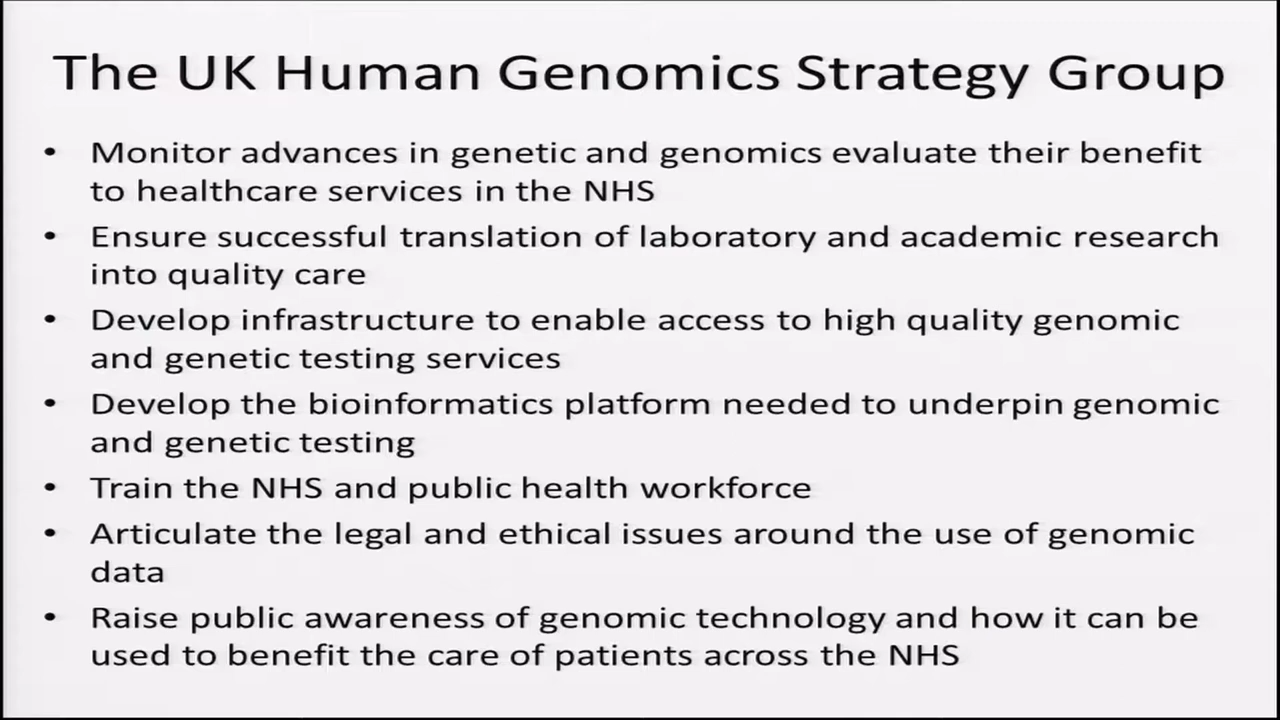 The UK Human Genomics Strategy Group
• Monitor advances in genetic and genomics evaluate their benefit
to healthcare services in the NHS
• Ensure successful translation of laboratory and academic research
into quality care
• Develop infrastructure to enable access to high quality genomic
and genetic testing services
• Develop the bioinformatics platform needed to underpin genomic
and genetic testing
• Train the NHS and public health workforce
• Articulate the legal and ethical issues around the use of genomic
data
• Raise public awareness of genomic technology and how it can be
used to benefit the care of patients across the NHS